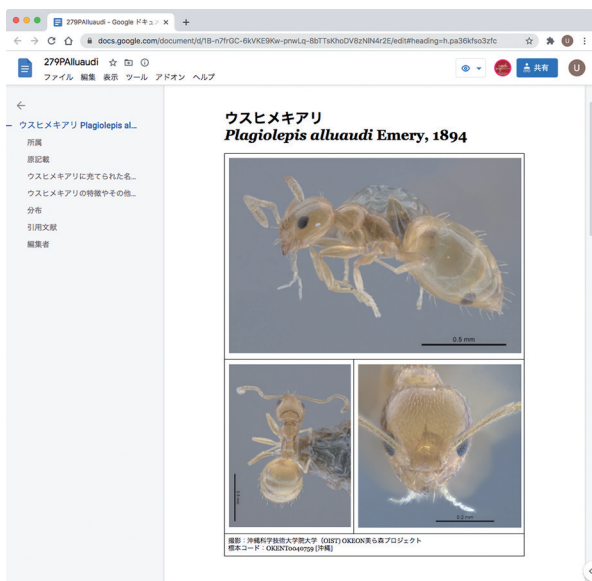 279PAlluaudi - Google ドキュメ
docs.google.com/document/d/1B-n7frGC-6kVKE9Kw-pnwLq-8bTTsKhoDV8zNIN4r2E/edit#heading=h.pa36kfso3zfc
279PAlluaudi
ファイル 編集 表示 ツール アドオン ヘルプ
共有
U
ウスヒメキアリ Plagiolepis al...
所属
原記載
ウスヒメキアリに充てられた名...
ウスヒメキアリの特徴やその他...
分布
引用文献
編集者
ウスヒメキアリ
Plagiolepis alluaudi Emery, 1894
0.5 mm
0.2 mm
撮影：沖縄科学技術大学院大学（OIST) OKEON美ら森プロジェクト
標本コード：OKENT0040759 [沖縄]